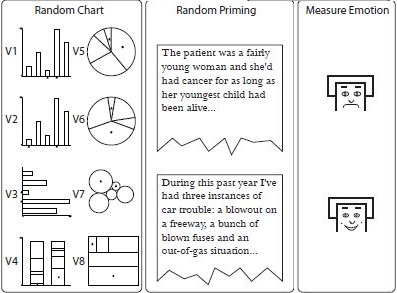 Random Chart
Random Priming
Measure Emotion
V1
V5
V2
V6
V3
V7
V4
V8
The patient was a fairly
young woman and she'd
had cancer for as long as
her youngest child had
been alive...
During this past year I've
had three instances of
car trouble: a blowout on
a freeway, a bunch of
blown fuses and an
out-of-gas situation...